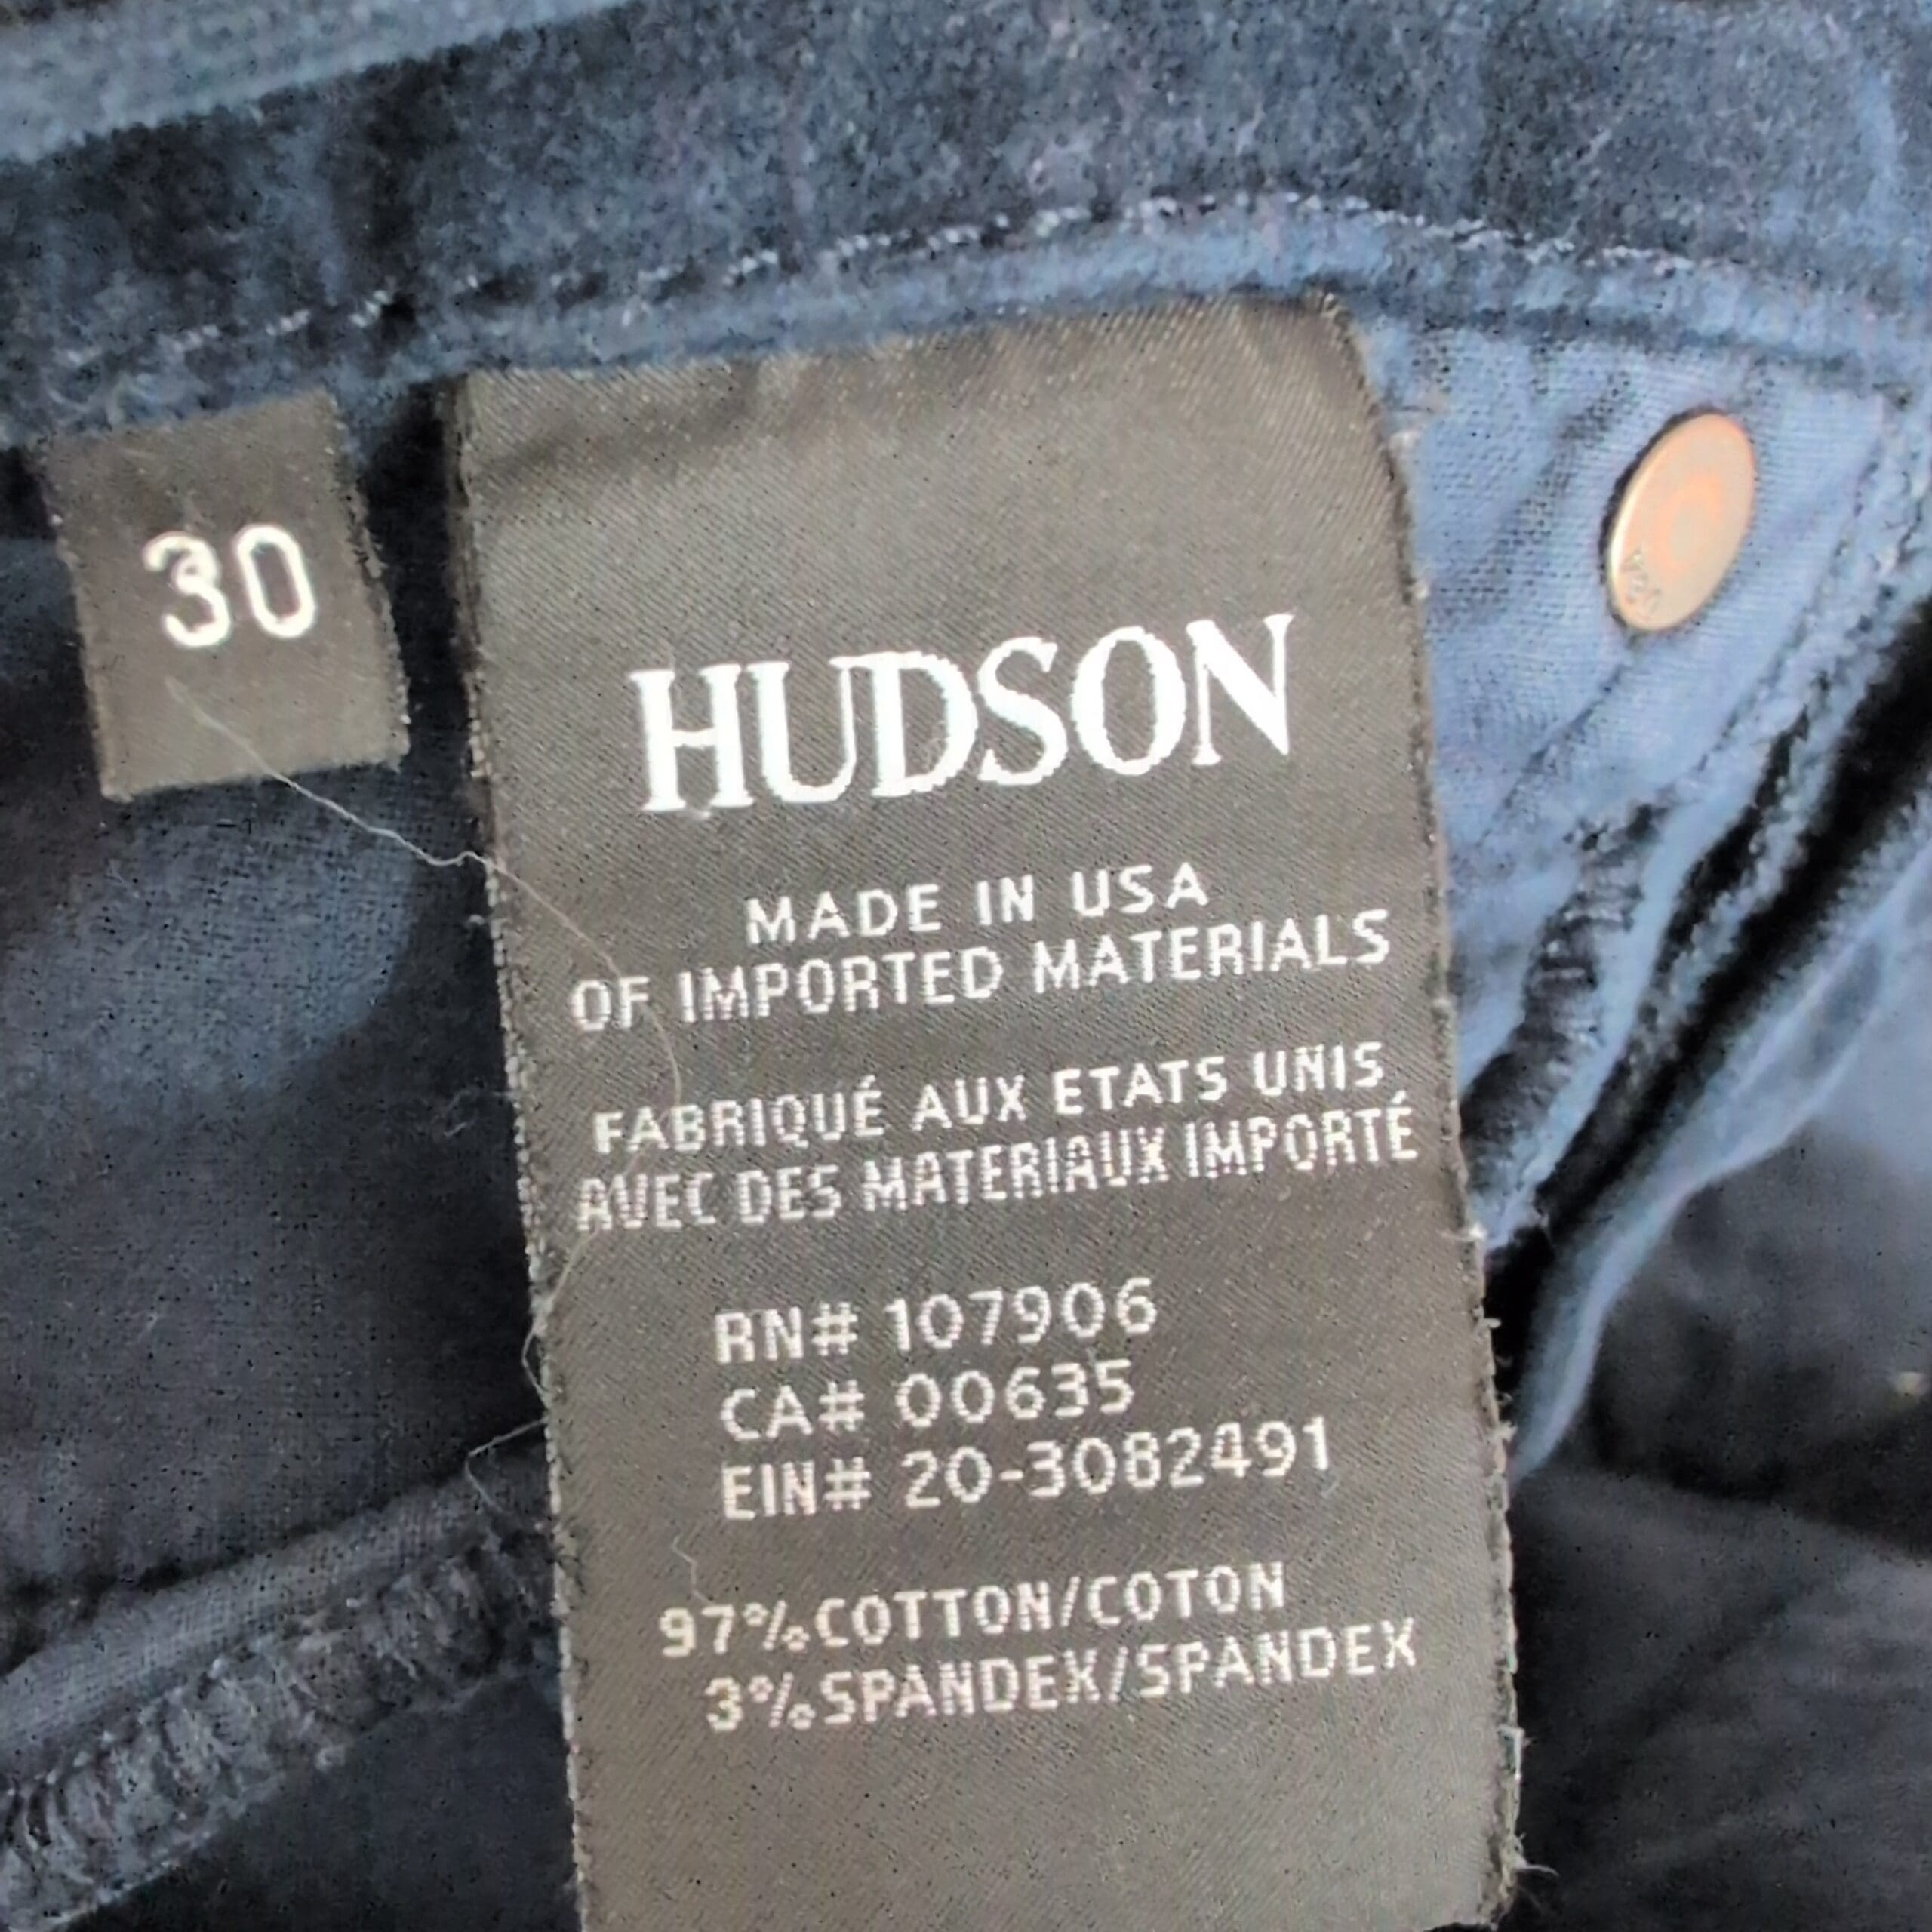 30
HUDSON
MADE IN USA
OF IMPORTED MATERIALS
FABRIQUÉ AUX ETATS UNIS
AVEC DES MATERIAUX IMPORTÉ
RN# 107906
CA# 00635
EIN# 20-3082491
97% COTTON/COTON
3% SPANDEX/SPANDEX
USA